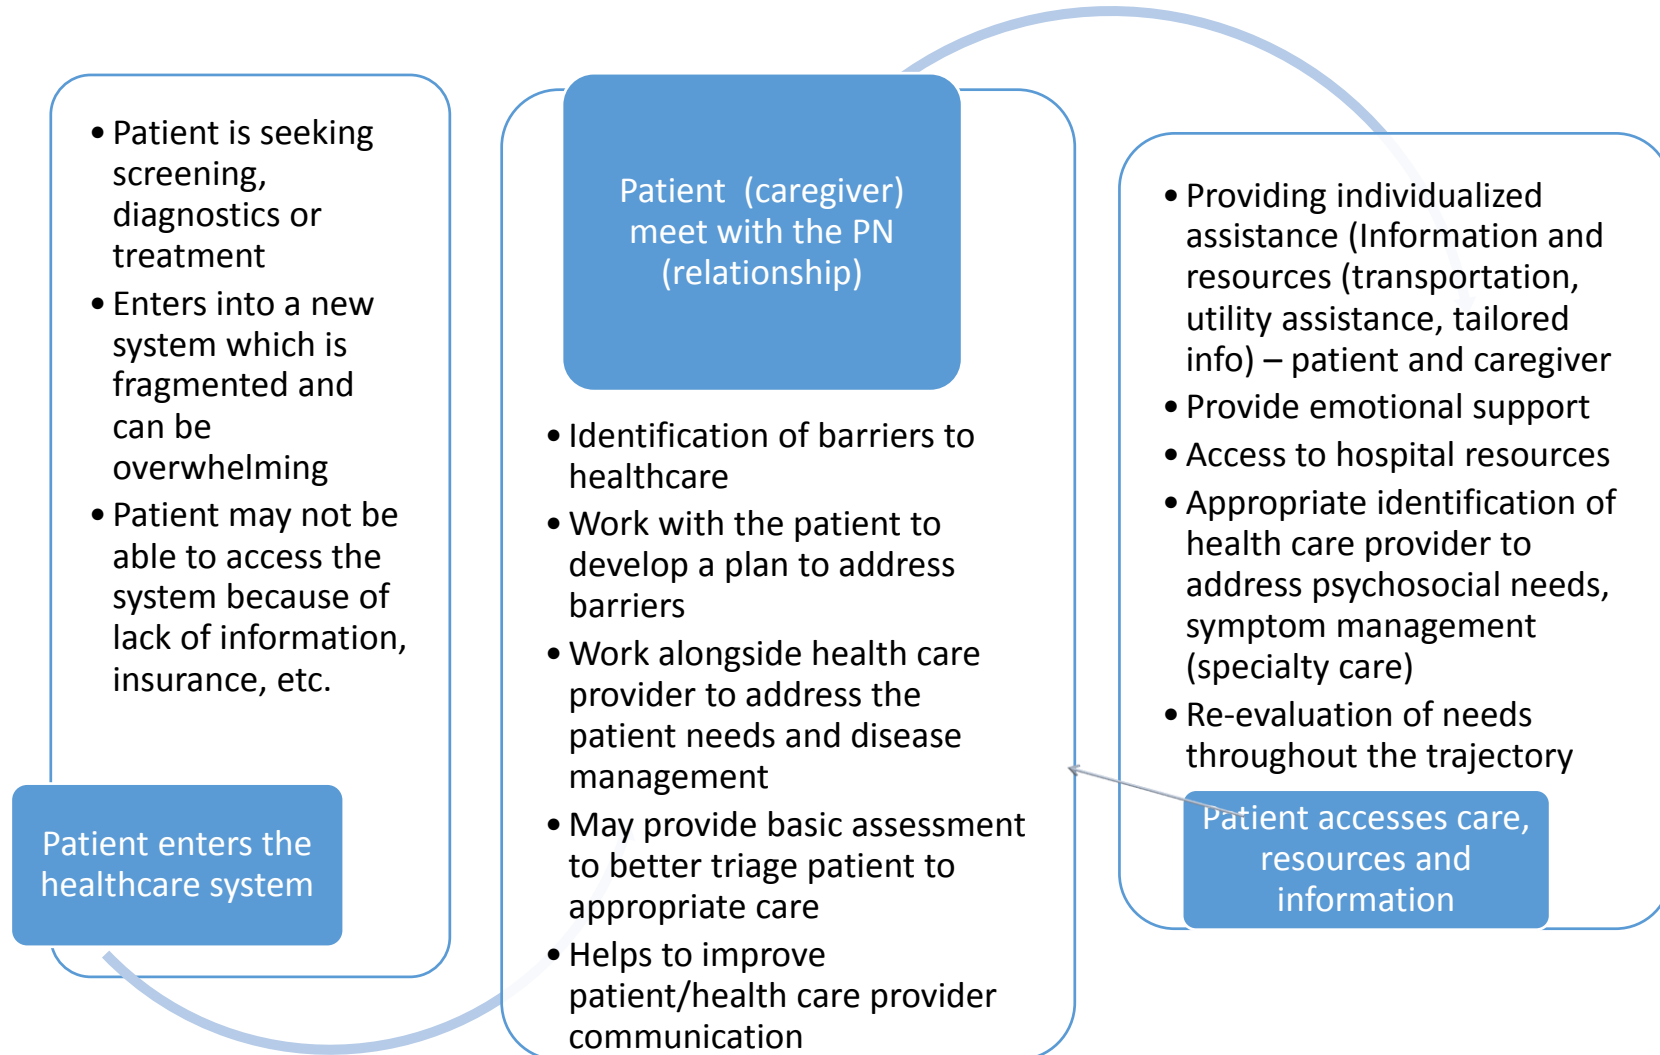 • Patient is seeking
screening,
diagnostics or
treatment
• Enters into a new
system which is
fragmented and
can be
overwhelming
• Patient may not be
able to access the
system because of
lack of information,
insurance, etc.
Patient enters the
healthcare system
Patient (caregiver)
meet with the PN
(relationship)
• Identification of barriers to
healthcare
• Work with the patient to
develop a plan to address
barriers
• Work alongside health care
provider to address the
patient needs and disease
management
• May provide basic assessment
to better triage patient to
appropriate care
• Helps to improve
patient/health care provider
communication
• Providing individualized
assistance (Information and
resources (transportation,
utility assistance, tailored
info) – patient and caregiver
• Provide emotional support
• Access to hospital resources
• Appropriate identification of
health care provider to
address psychosocial needs,
symptom management
(specialty care)
• Re-evaluation of needs
throughout the trajectory
Patient accesses care,
resources and
information